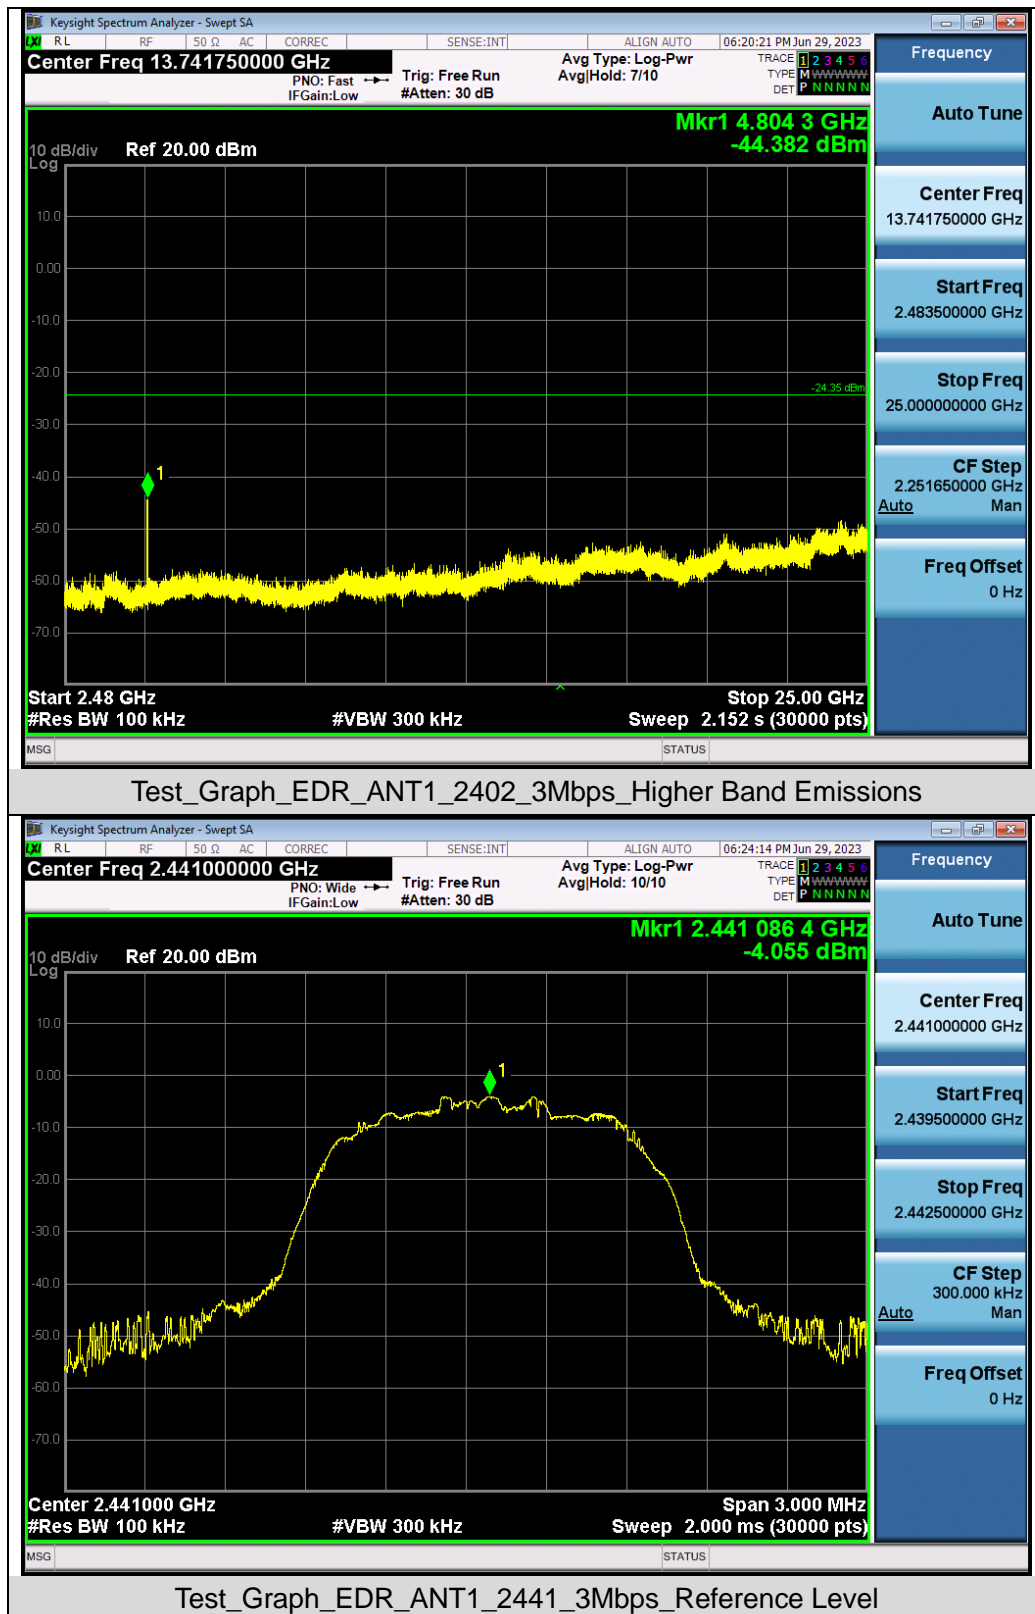 Keysight Spectrum Analyzer - Swept SA
LXI RL RF 50 Ω AC CORREC SENSE:INT ALIGN AUTO 06:20:21 PM Jun 29, 2023
Center Freq 13.741750000 GHz
PNO: Fast
IFGain:Low
Trig: Free Run
#Atten: 30 dB
Avg Type: Log-Pwr
Avg|Hold: 7/10
TRACE 1 2 3 4 5 6
TYPE M W W W W W
DET P N N N N N
Mkr1 4.804 3 GHz
-44.382 dBm
10 dB/div Ref 20.00 dBm
Log
10.0
0.00
-10.0
-20.0
-24.35 dBm
-30.0
-40.0
1
-50.0
-60.0
-70.0
Start 2.48 GHz Stop 25.00 GHz
#Res BW 100 kHz #VBW 300 kHz Sweep 2.152 s (30000 pts)
MSG STATUS
Frequency
Auto Tune
Center Freq
13.741750000 GHz
Start Freq
2.483500000 GHz
Stop Freq
25.000000000 GHz
CF Step
2.251650000 GHz
Auto Man
Freq Offset
0 Hz
Test_Graph_EDR_ANT1_2402_3Mbps_Higher Band Emissions
Keysight Spectrum Analyzer - Swept SA
LXI RL RF 50 Ω AC CORREC SENSE:INT ALIGN AUTO 06:24:14 PM Jun 29, 2023
Center Freq 2.441000000 GHz
PNO: Wide
IFGain:Low
Trig: Free Run
#Atten: 30 dB
Avg Type: Log-Pwr
Avg|Hold: 10/10
TRACE 1 2 3 4 5 6
TYPE M W W W W W
DET P N N N N N
Mkr1 2.441 086 4 GHz
-4.055 dBm
10 dB/div Ref 20.00 dBm
Log
10.0
0.00
1
-10.0
-20.0
-30.0
-40.0
-50.0
-60.0
-70.0
Center 2.441000 GHz Span 3.000 MHz
#Res BW 100 kHz #VBW 300 kHz Sweep 2.000 ms (30000 pts)
MSG STATUS
Frequency
Auto Tune
Center Freq
2.441000000 GHz
Start Freq
2.439500000 GHz
Stop Freq
2.442500000 GHz
CF Step
300.000 kHz
Auto Man
Freq Offset
0 Hz
Test_Graph_EDR_ANT1_2441_3Mbps_Reference Level